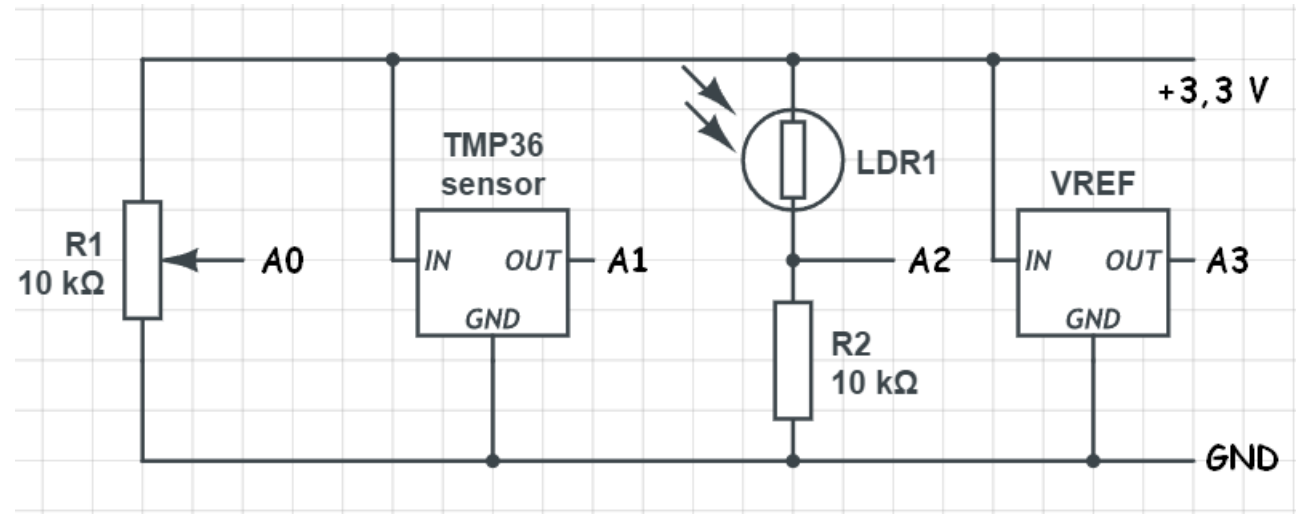 +3,3 V
TMP36
sensor
LDR1
VREF
R1
10 kΩ
A0
IN
OUT
GND
A1
A2
IN
OUT
GND
A3
R2
10 kΩ
GND